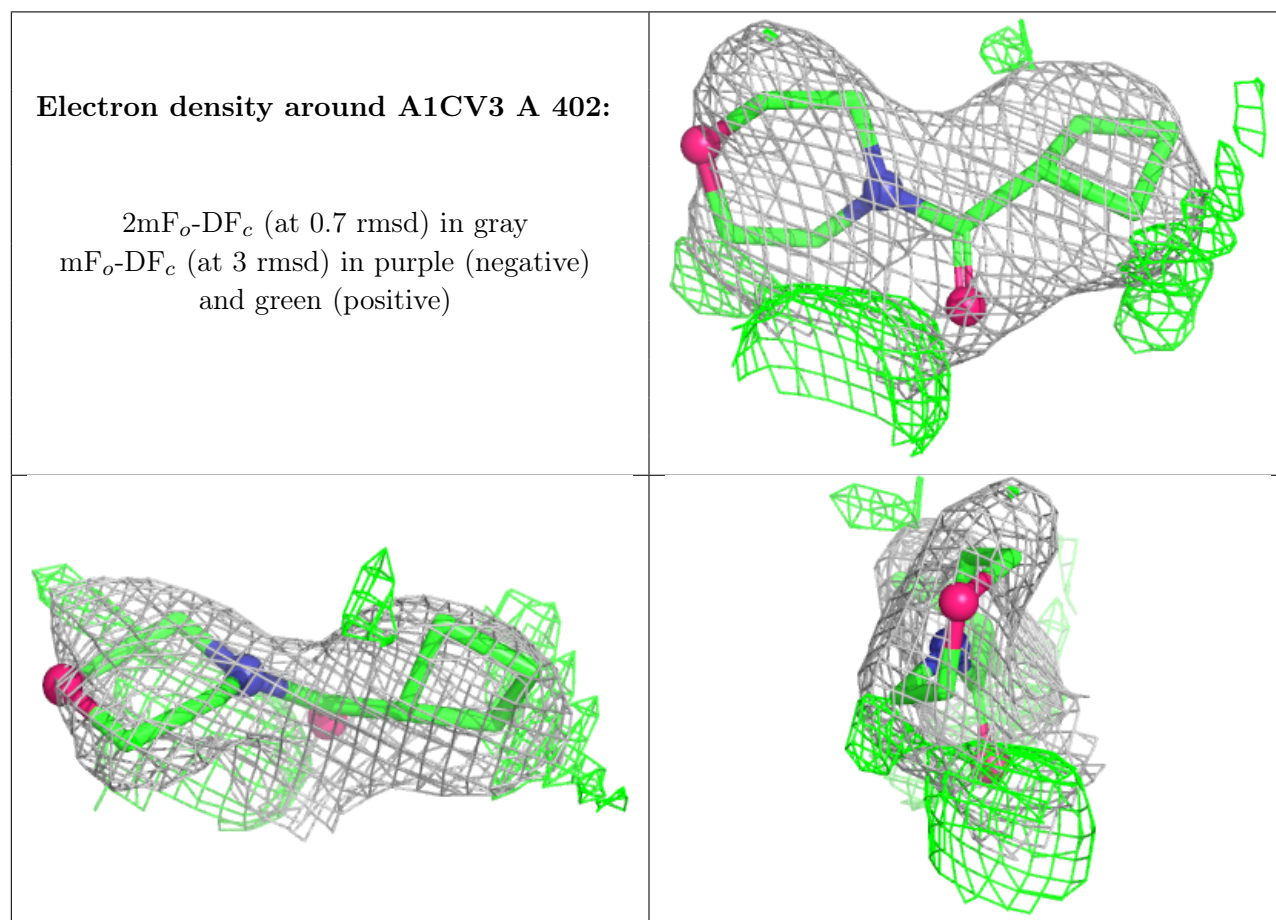 Electron density around A1CV3 A 402:
2mFo-DFc (at 0.7 rmsd) in gray
mFo-DFc (at 3 rmsd) in purple (negative)
and green (positive)